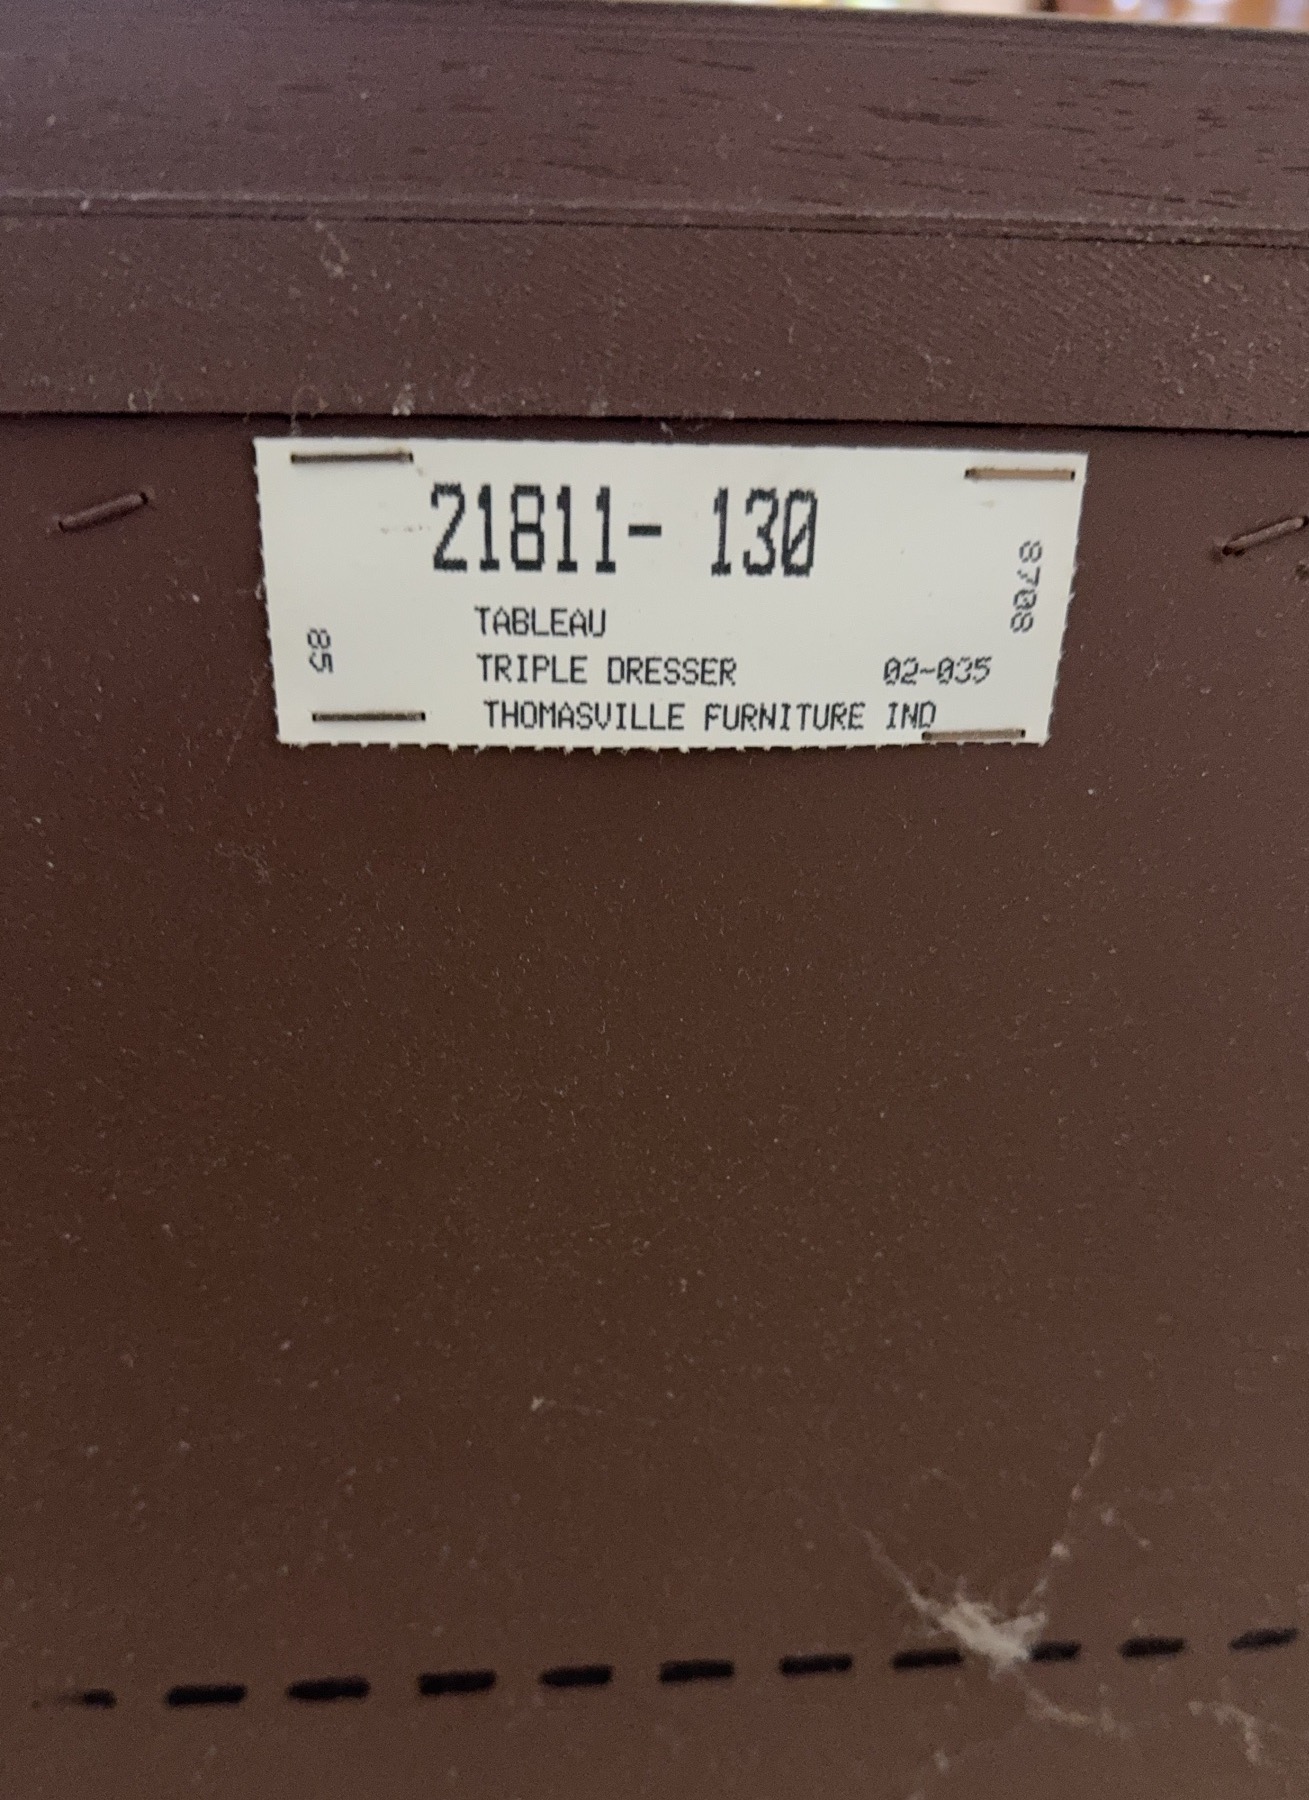 21811- 130
8708
TABLEAU
85
TRIPLE DRESSER 02-035
THOMASVILLE FURNITURE IND